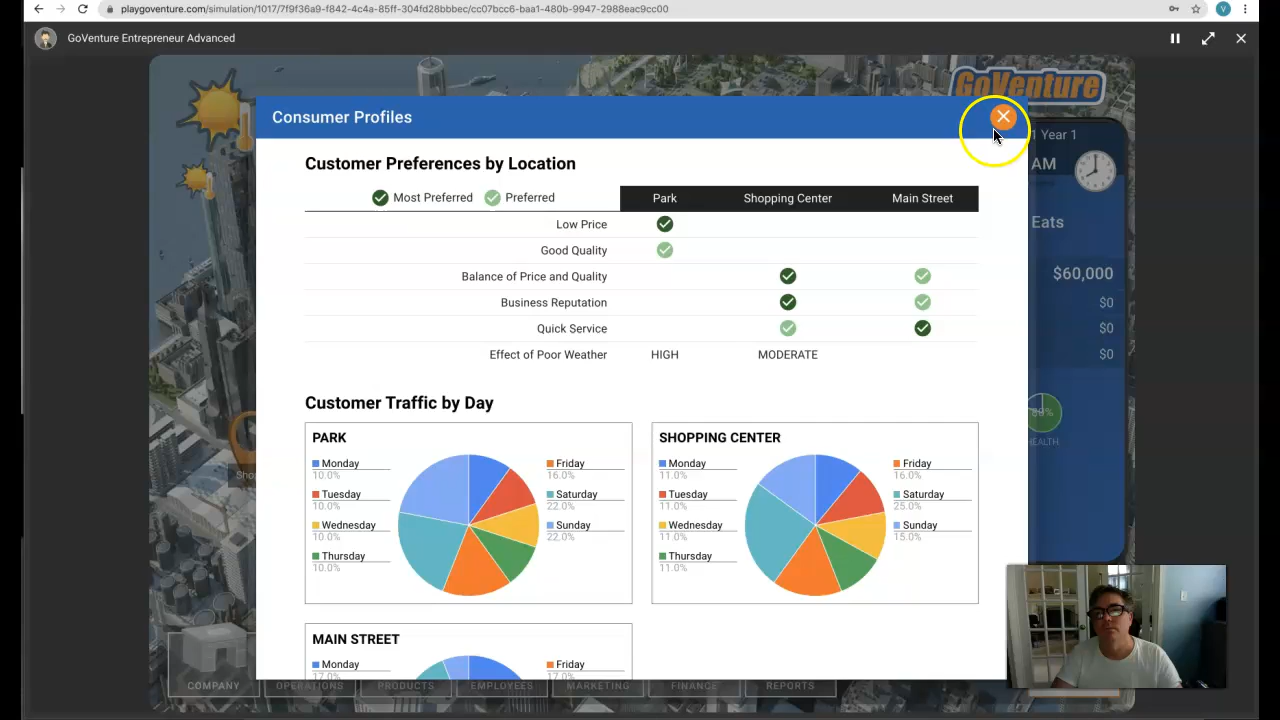 playgoventure.com/simulation/1017/7f9f36a9-f842-4c4a-85ff-304fd28bbbec/cc07bcc6-baa1-480b-9947-2988eac9cc00
V
GoVenture Entrepreneur Advanced
GoVenture
Consumer Profiles
1 Year 1
AM
Eats
$60,000
$0
$0
$0
HEALTH
Customer Preferences by Location
Most Preferred Preferred Park Shopping Center Main Street
Low Price
Good Quality
Balance of Price and Quality
Business Reputation
Quick Service
Effect of Poor Weather HIGH MODERATE
Customer Traffic by Day
PARK
Monday
10.0%
Tuesday
10.0%
Wednesday
10.0%
Thursday
10.0%
Friday
16.0%
Saturday
22.0%
Sunday
22.0%
SHOPPING CENTER
Monday
11.0%
Tuesday
11.0%
Wednesday
11.0%
Thursday
11.0%
Friday
16.0%
Saturday
25.0%
Sunday
15.0%
MAIN STREET
Monday
17.0%
Friday
17.0%
Sho
COMPANY OPERATIONS PRODUCTS EMPLOYEES MARKETING FINANCE REPORTS